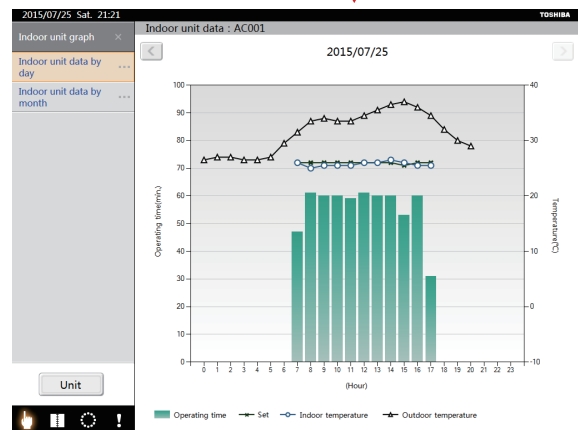 2015/07/25 Sat. 21:21
TOSHIBA
Indoor unit graph ×
Indoor unit data : AC001
Indoor unit data by day
Indoor unit data by month
2015/07/25
100
90
80
70
60
50
40
30
20
10
0
Operating time(min.)
40
30
20
10
0
-10
Temperature(℃)
0 1 2 3 4 5 6 7 8 9 10 11 12 13 14 15 16 17 18 19 20 21 22 23
(Hour)
Operating time Set Indoor temperature Outdoor temperature
Unit